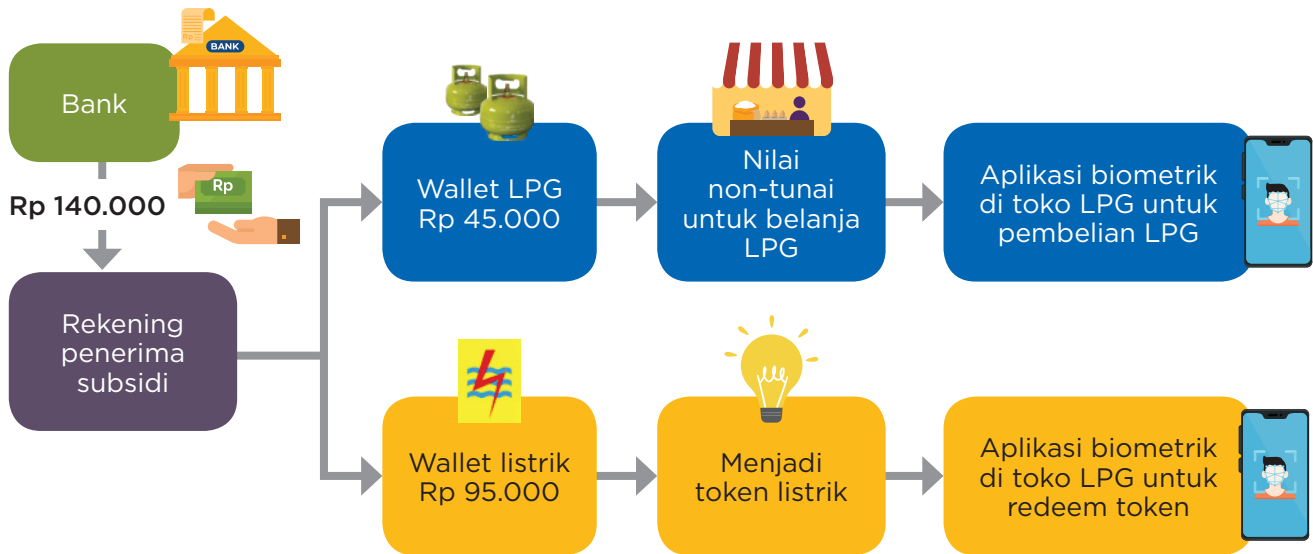 BANK
Rp
Bank
Rp 140.000
Rp
Rekening
penerima
subsidi
Wallet LPG
Rp 45.000
Nilai
non-tunai
untuk belanja
LPG
Aplikasi biometrik
di toko LPG untuk
pembelian LPG
Wallet listrik
Rp 95.000
Menjadi
token listrik
Aplikasi biometrik
di toko LPG untuk
redeem token